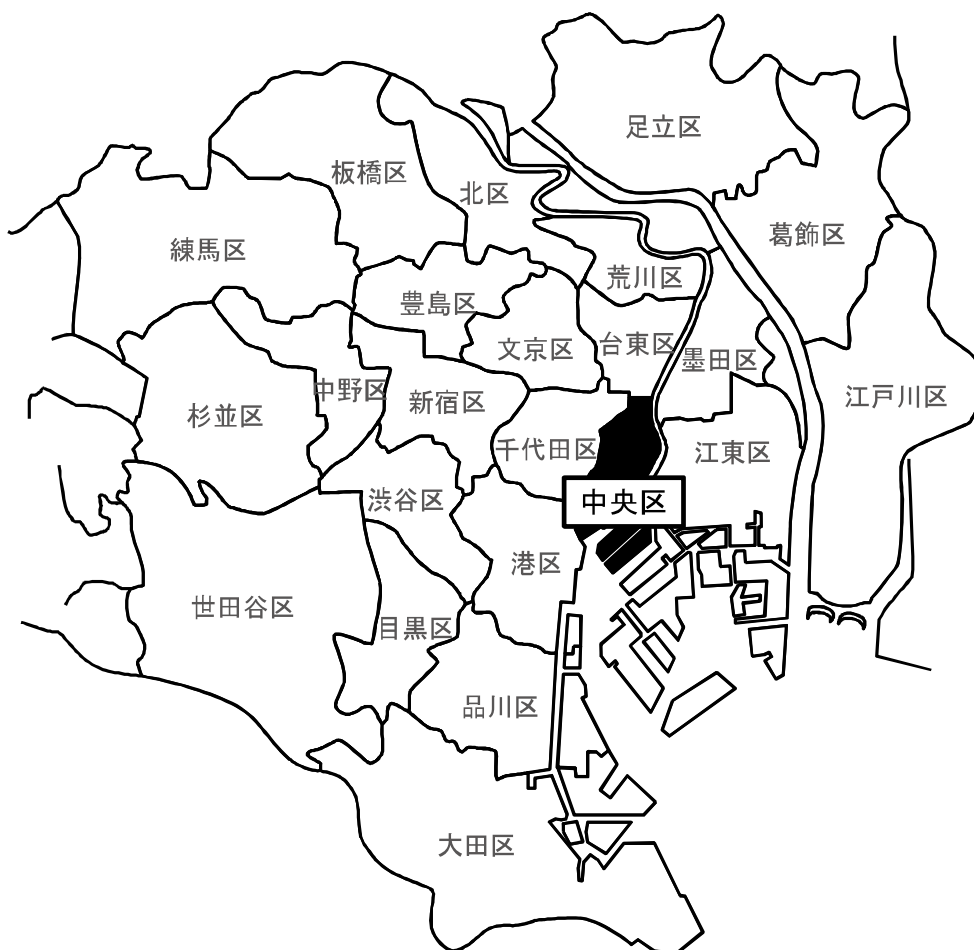 足立区
板橋区
北区
葛飾区
練馬区
荒川区
豊島区
文京区
台東区
墨田区
中野区
新宿区
江戸川区
杉並区
千代田区
江東区
渋谷区
中央区
港区
世田谷区
目黒区
品川区
大田区